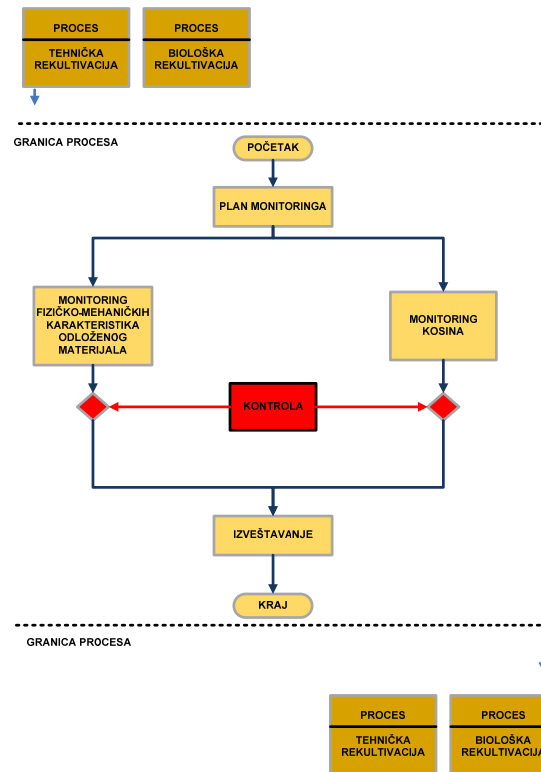 PROCES
TEHNIČKA
REKULTIVACIJA
PROCES
BIOLOŠKA
REKULTIVACIJA
GRANICA PROCESA
POČETAK
PLAN MONITORINGA
MONITORING
FIZIČKO-MEHANIČKIH
KARAKTERISTIKA
ODLOŽENOG
MATERIJALA
MONITORING
KOSINA
KONTROLA
IZVEŠTAVANJE
KRAJ
GRANICA PROCESA
PROCES
TEHNIČKA
REKULTIVACIJA
PROCES
BIOLOŠKA
REKULTIVACIJA